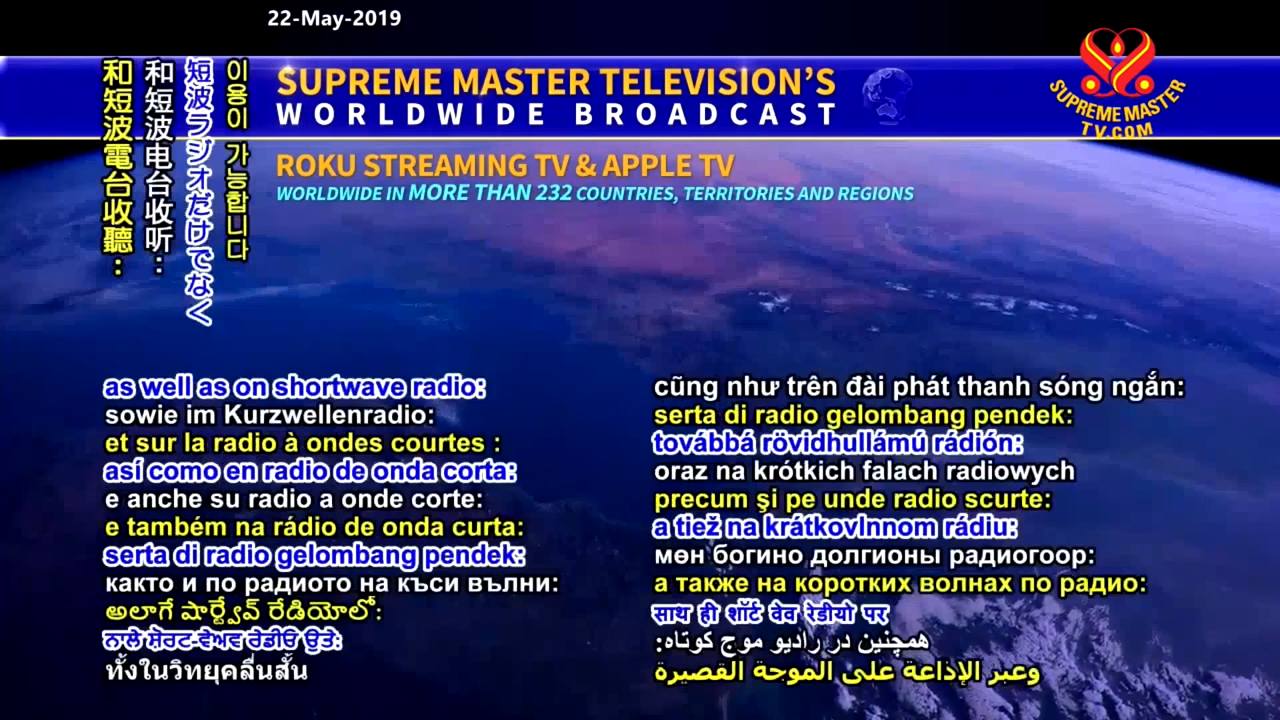 22-May-2019
SUPREME MASTER TELEVISION'S
WORLDWIDE BROADCAST
SUPREME MASTER
TV.COM
ROKU STREAMING TV & APPLE TV
WORLDWIDE IN MORE THAN 232 COUNTRIES, TERRITORIES AND REGIONS
이용이 가능합니다
短波ラジオだけでなく
和短波电台收听：
和短波電台收聽：
as well as on shortwave radio:
sowie im Kurzwellenradio:
et sur la radio à ondes courtes :
así como en radio de onda corta:
e anche su radio a onde corte:
e também na rádio de onda curta:
serta di radio gelombang pendek:
както и по радиото на къси вълни:
అలాగే షార్ట్వేవ్ రేడియోలో:
ਨਾਲੇ ਸ਼ੋਰਟ-ਵੇਅਵ ਰੇਡੀਓ ਉਤੇ:
ทั้งในวิทยุคลื่นสั้น
cũng như trên đài phát thanh sóng ngắn:
serta di radio gelombang pendek:
továbbá rövidhullámú rádión:
oraz na krótkich falach radiowych
precum şi pe unde radio scurte:
a tiež na krátkovlnnom rádiu:
мөн богино долгионы радиогоор:
а также на коротких волнах по радио:
साथ ही शॉर्ट वेव रेडीयो पर
همچنین در رادیو موج کوتاه:
وعبر الإذاعة على الموجة القصيرة